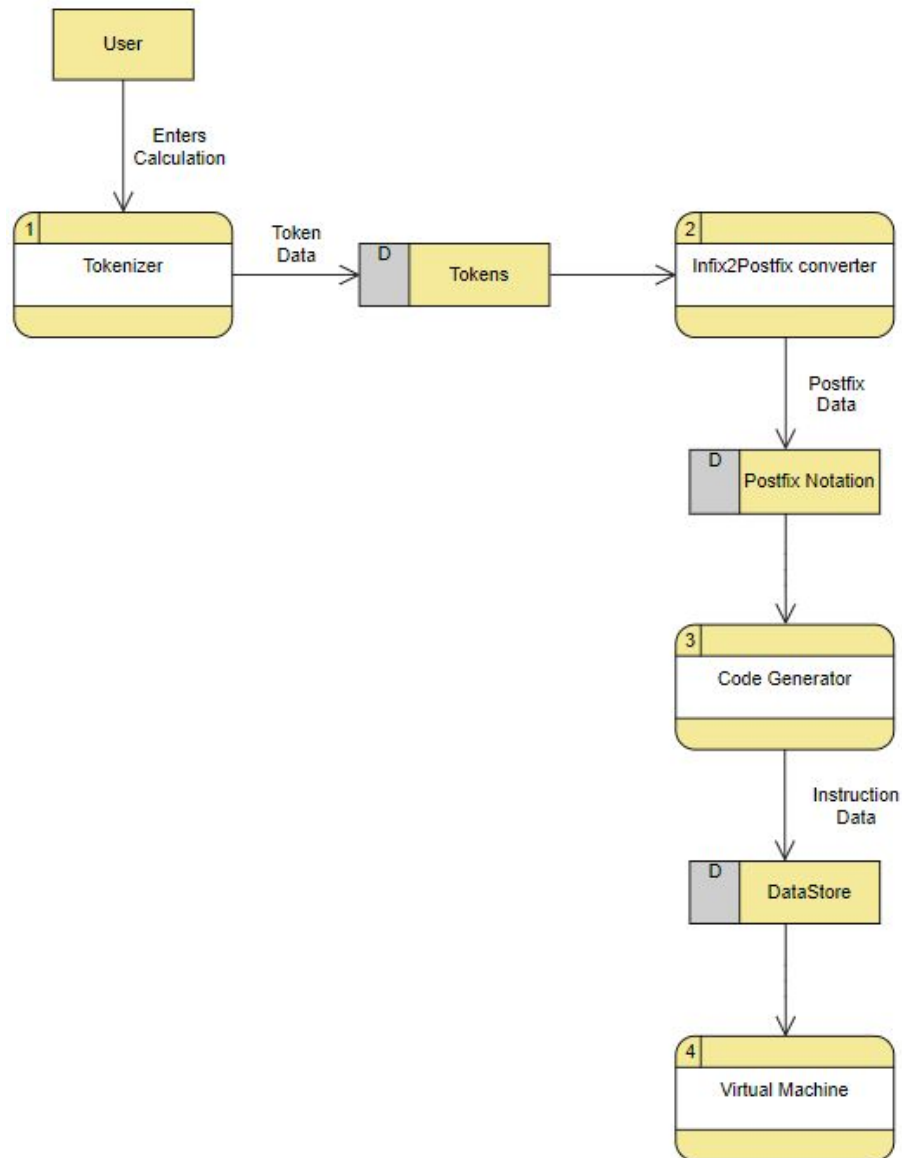 User
Enters
Calculation
1
Tokenizer
Token
Data
D
Tokens
2
Infix2Postfix converter
Postfix
Data
D
Postfix Notation
3
Code Generator
Instruction
Data
D
DataStore
4
Virtual Machine